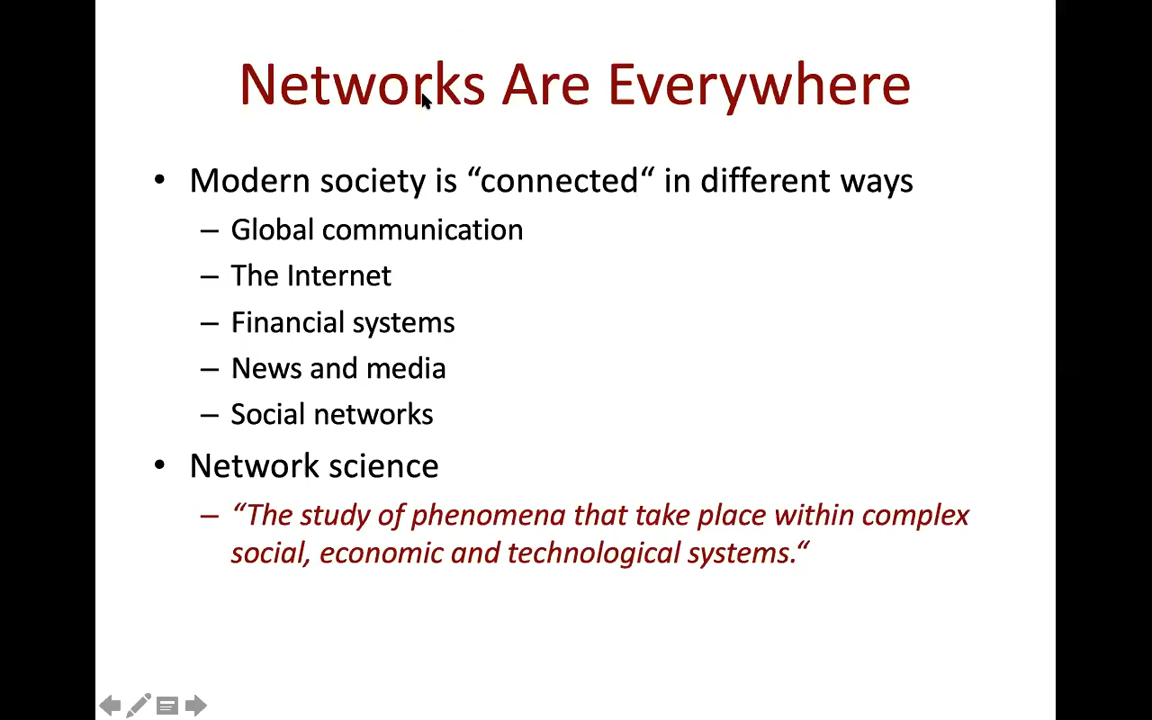 Networks Are Everywhere
• Modern society is “connected“ in different ways
– Global communication
– The Internet
– Financial systems
– News and media
– Social networks
• Network science
– “The study of phenomena that take place within complex
social, economic and technological systems.“